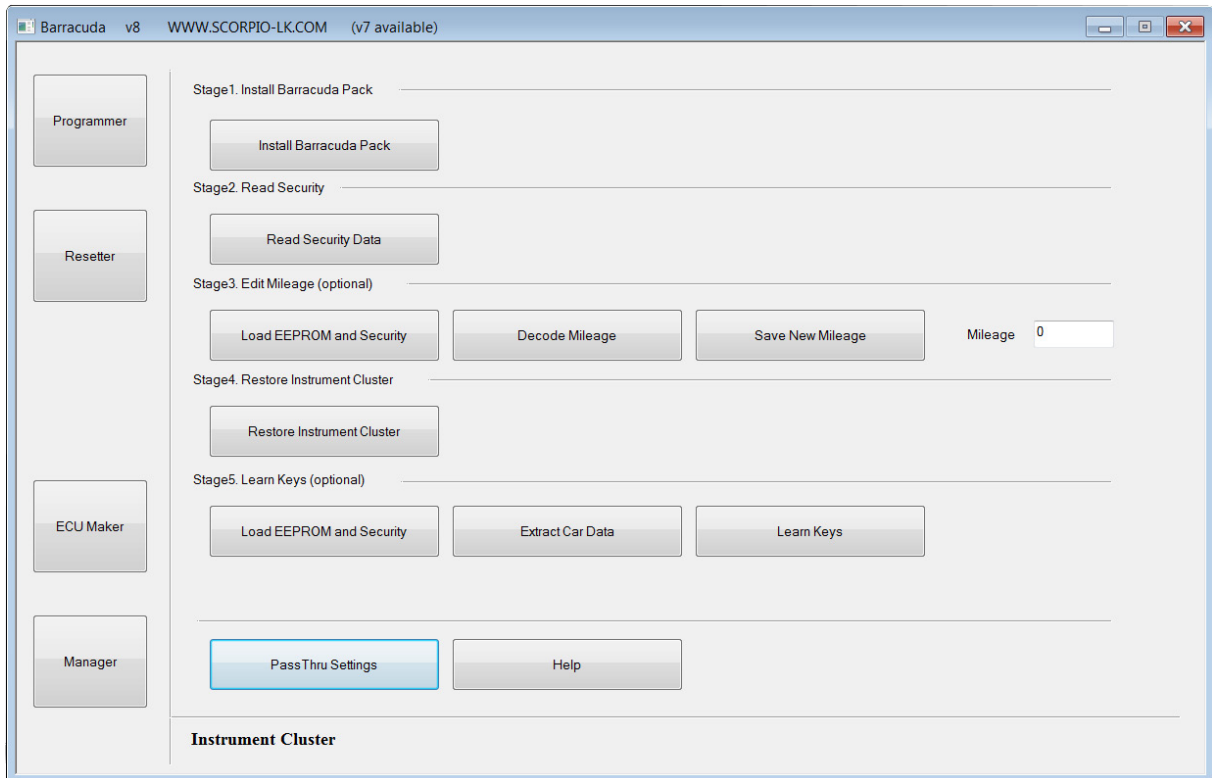 Barracuda v8 WWW.SCORPIO-LK.COM (v7 available)
Programmer
Resetter
ECU Maker
Manager
Stage1. Install Barracuda Pack
Install Barracuda Pack
Stage2. Read Security
Read Security Data
Stage3. Edit Mileage (optional)
Load EEPROM and Security Decode Mileage Save New Mileage Mileage 0
Stage4. Restore Instrument Cluster
Restore Instrument Cluster
Stage5. Learn Keys (optional)
Load EEPROM and Security Extract Car Data Learn Keys
PassThru Settings Help
Instrument Cluster